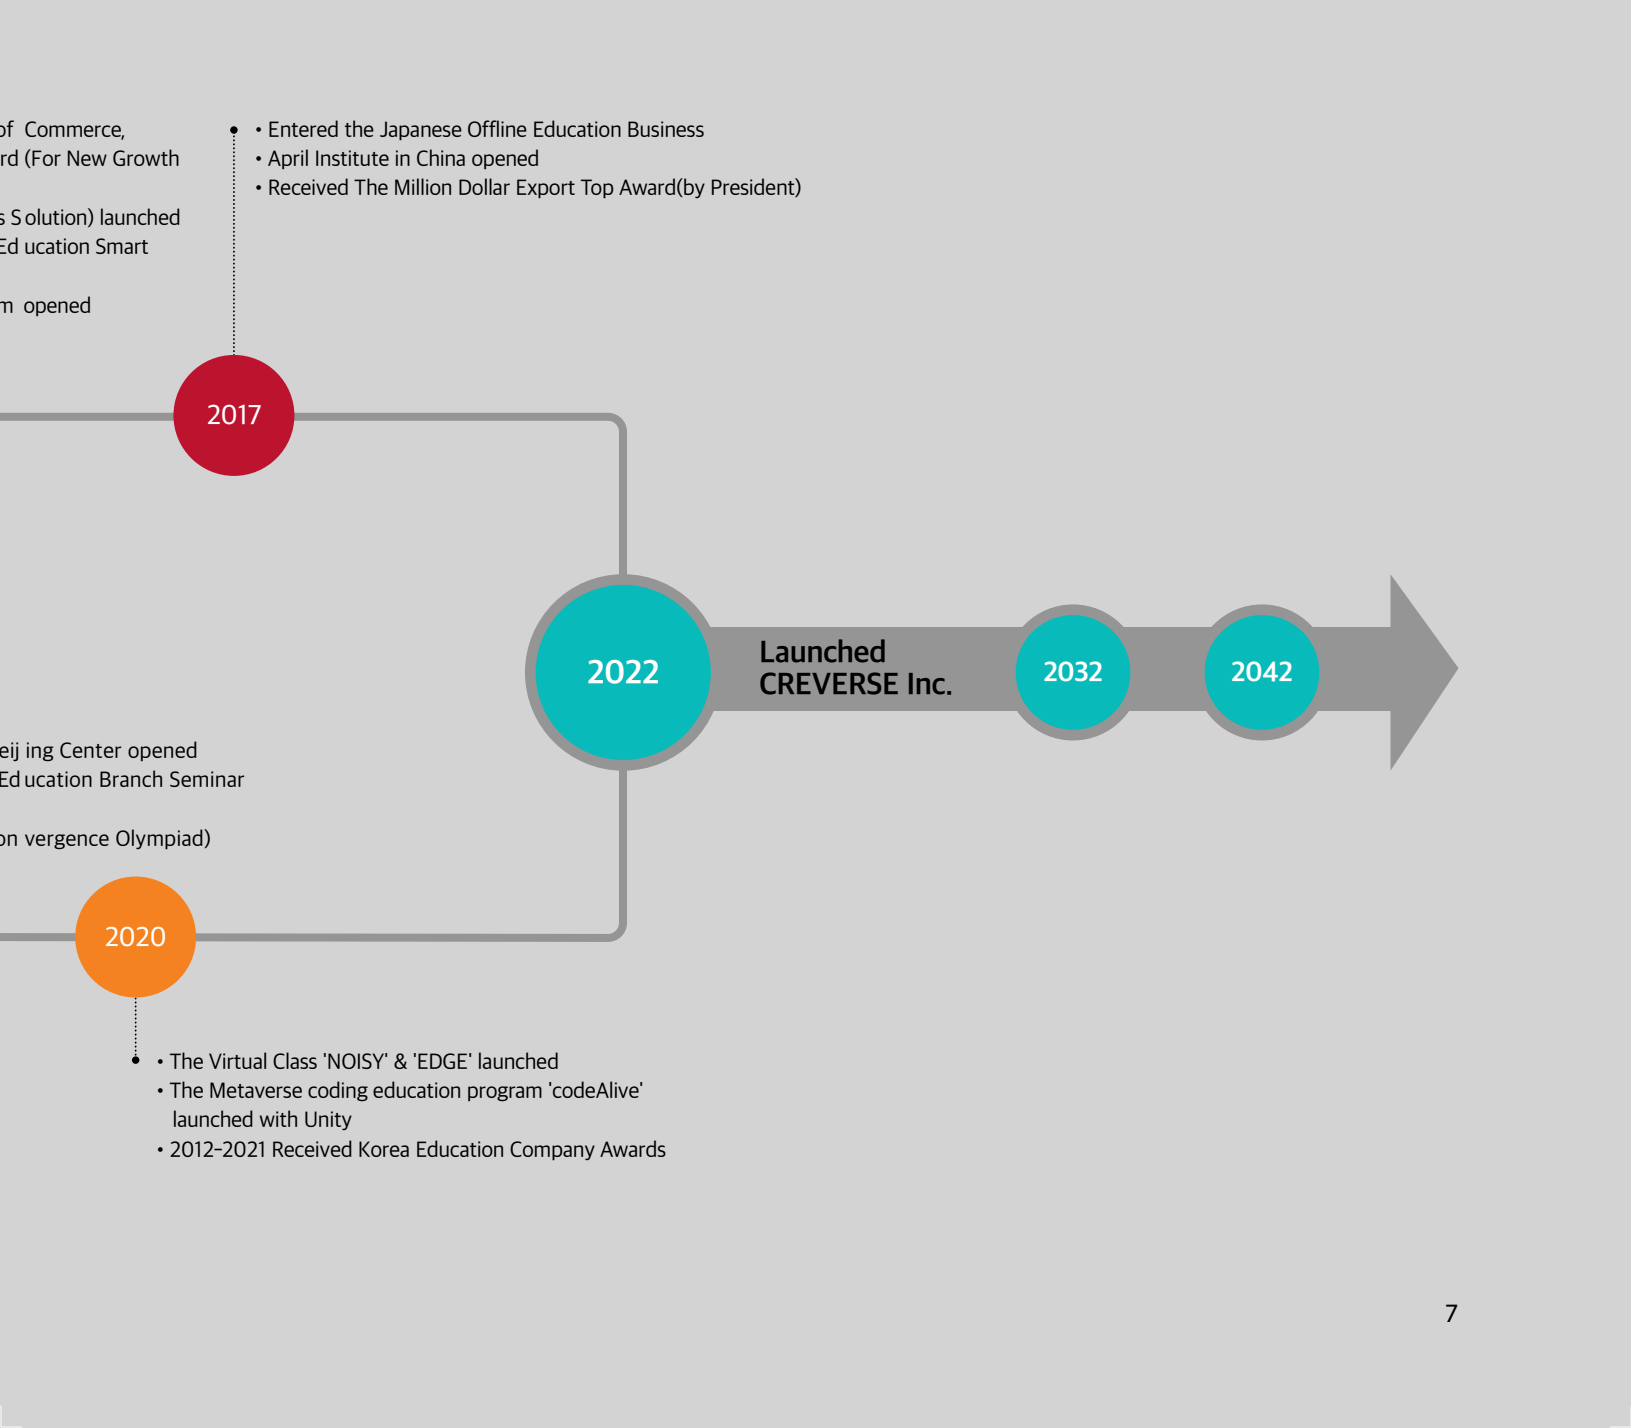 of Commerce,
rd (For New Growth
s Solution) launched
Education Smart
m opened
• Entered the Japanese Offline Education Business
• April Institute in China opened
• Received The Million Dollar Export Top Award(by President)
2017
2022
Launched
CREVERSE Inc.
2032
2042
eijing Center opened
Education Branch Seminar
onvergence Olympiad)
2020
• The Virtual Class 'NOISY' & 'EDGE' launched
• The Metaverse coding education program 'codeAlive'
launched with Unity
• 2012-2021 Received Korea Education Company Awards
7